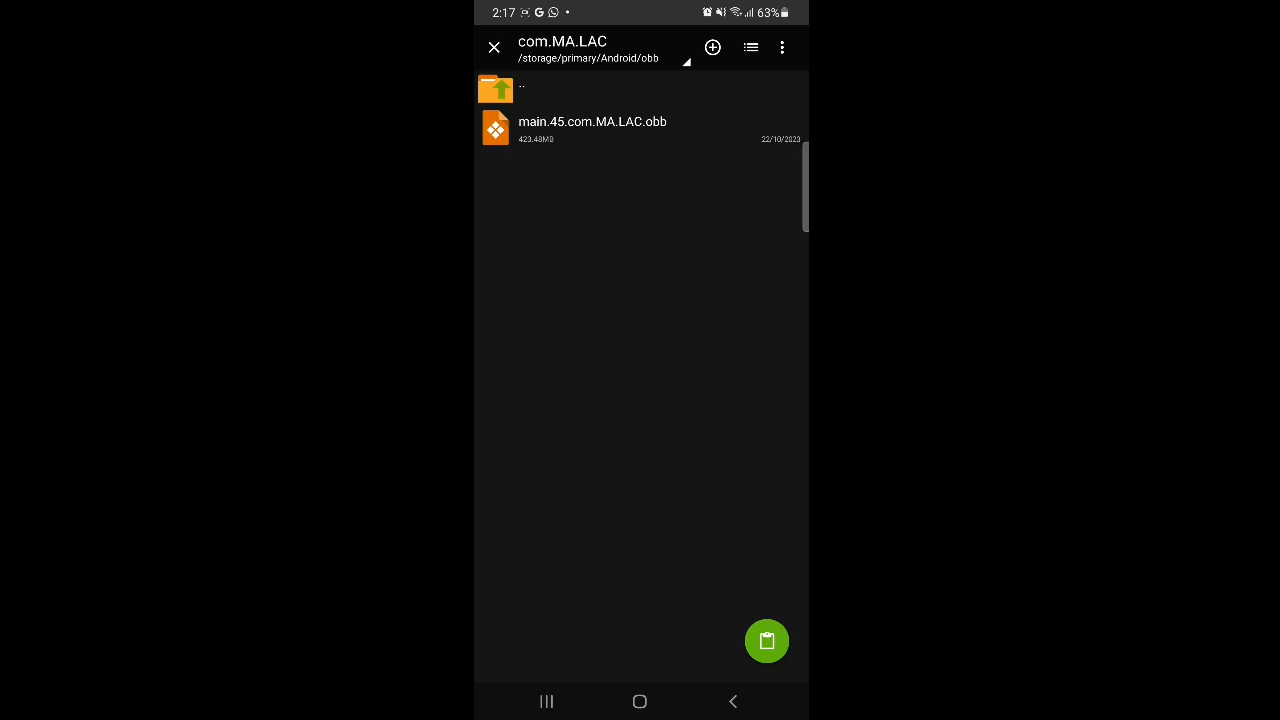 2:17 G 63%
com.MA.LAC
/storage/primary/Android/obb
..
main.45.com.MA.LAC.obb
423.48MB 22/10/2023